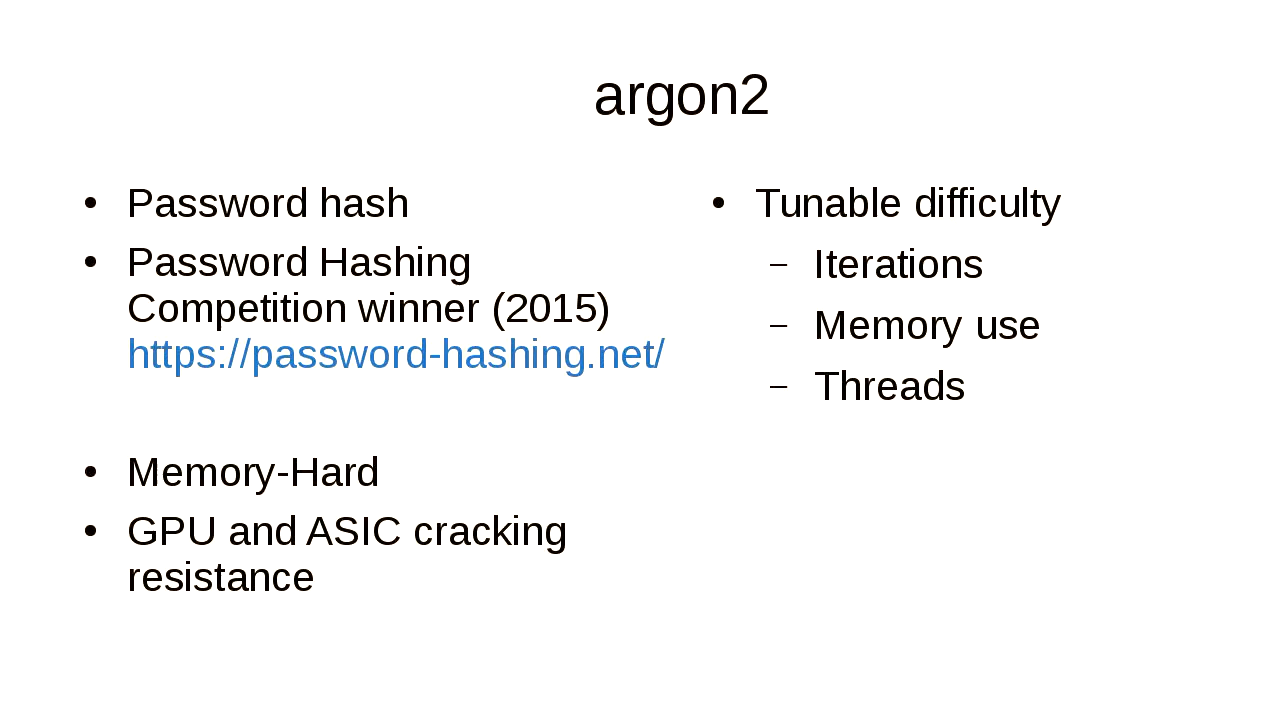 argon2
• Password hash
• Password Hashing
Competition winner (2015)
https://password-hashing.net/
• Memory-Hard
• GPU and ASIC cracking
resistance
• Tunable difficulty
– Iterations
– Memory use
– Threads